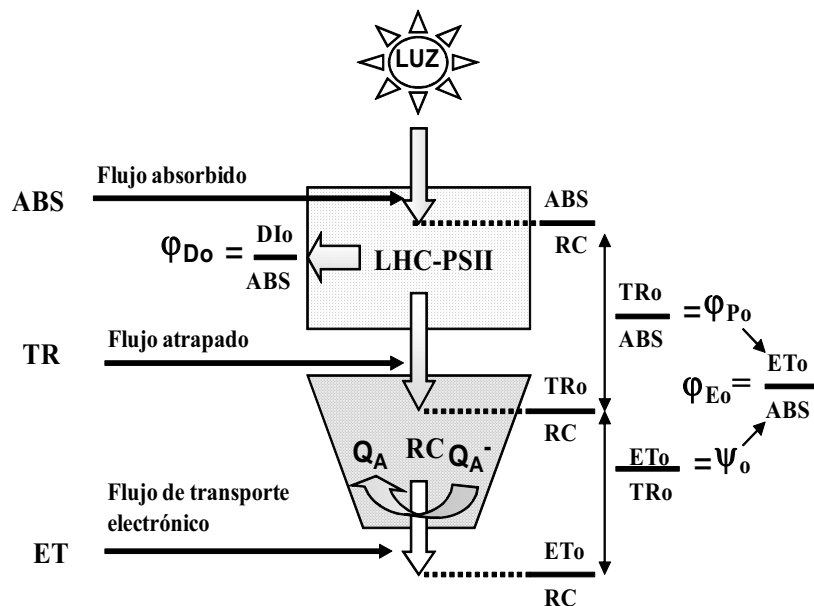 LUZ
Flujo absorbido
ABS
ABS
RC
φDo = DIo
ABS
LHC-PSII
TRo
ABS
= φPo
Flujo atrapado
TR
TRo
RC
φEo = ETo
ABS
QA RC QA-
ETo
TRo
= ψo
Flujo de transporte
electrónico
ET
ETo
RC